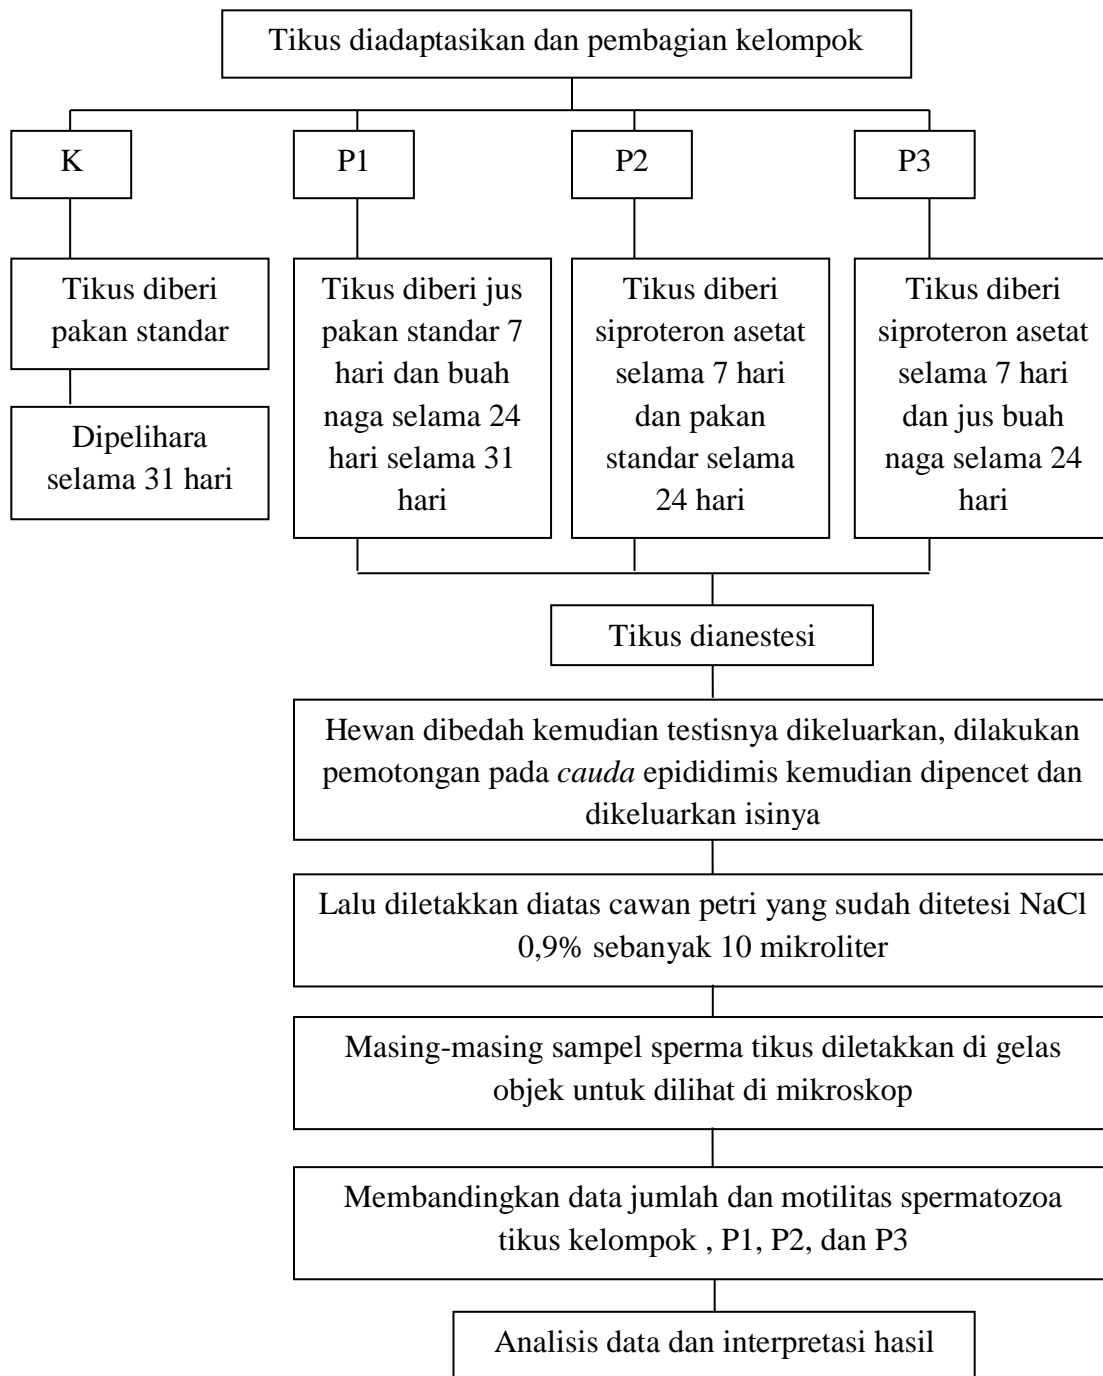 Tikus diadaptasikan dan pembagian kelompok
K
P1
P2
P3
Tikus diberi
pakan standar
Dipelihara
selama 31 hari
Tikus diberi jus
pakan standar 7
hari dan buah
naga selama 24
hari selama 31
hari
Tikus diberi
siproteron asetat
selama 7 hari
dan pakan
standar selama
24 hari
Tikus diberi
siproteron asetat
selama 7 hari
dan jus buah
naga selama 24
hari
Tikus dianestesi
Hewan dibedah kemudian testisnya dikeluarkan, dilakukan
pemotongan pada cauda epididimis kemudian dipencet dan
dikeluarkan isinya
Lalu diletakkan diatas cawan petri yang sudah ditetesi NaCl
0,9% sebanyak 10 mikroliter
Masing-masing sampel sperma tikus diletakkan di gelas
objek untuk dilihat di mikroskop
Membandingkan data jumlah dan motilitas spermatozoa
tikus kelompok , P1, P2, dan P3
Analisis data dan interpretasi hasil